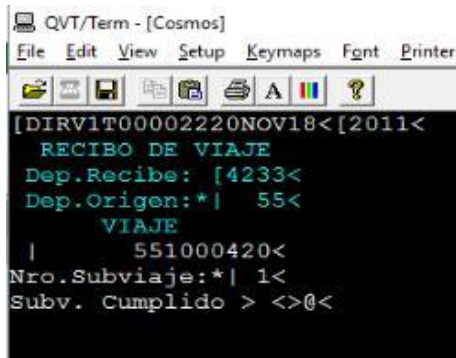 QVT/Term - [Cosmos]
File Edit View Setup Keymaps Font Printer
[DIRV1T00002220NOV18<[2011<
RECIBO DE VIAJE
Dep.Recibe: [4233<
Dep.Origen:*| 55<
VIAJE
| 551000420<
Nro.Subviaje:*| 1<
Subv. Cumplido > <>@<